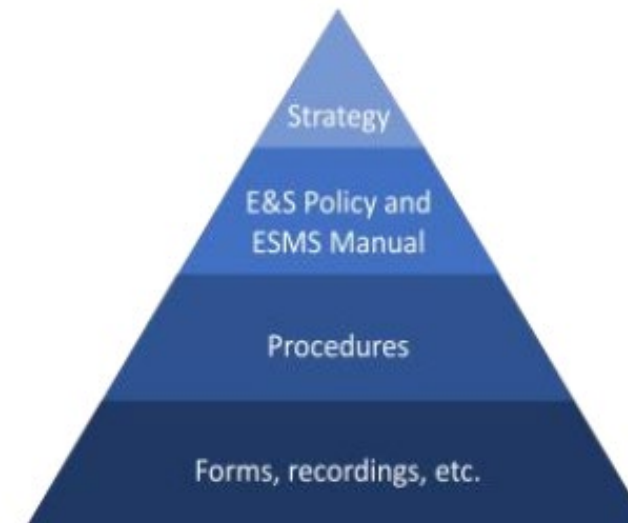 Strategy
E&S Policy and
ESMS Manual
Procedures
Forms, recordings, etc.